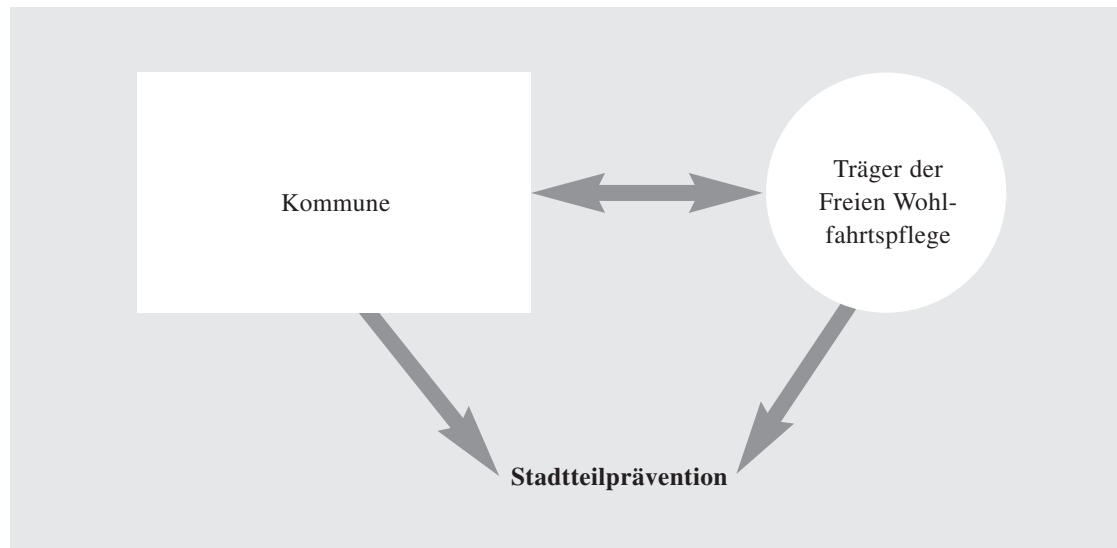 Kommune
Träger der
Freien Wohl-
fahrtspflege
Stadtteilprävention